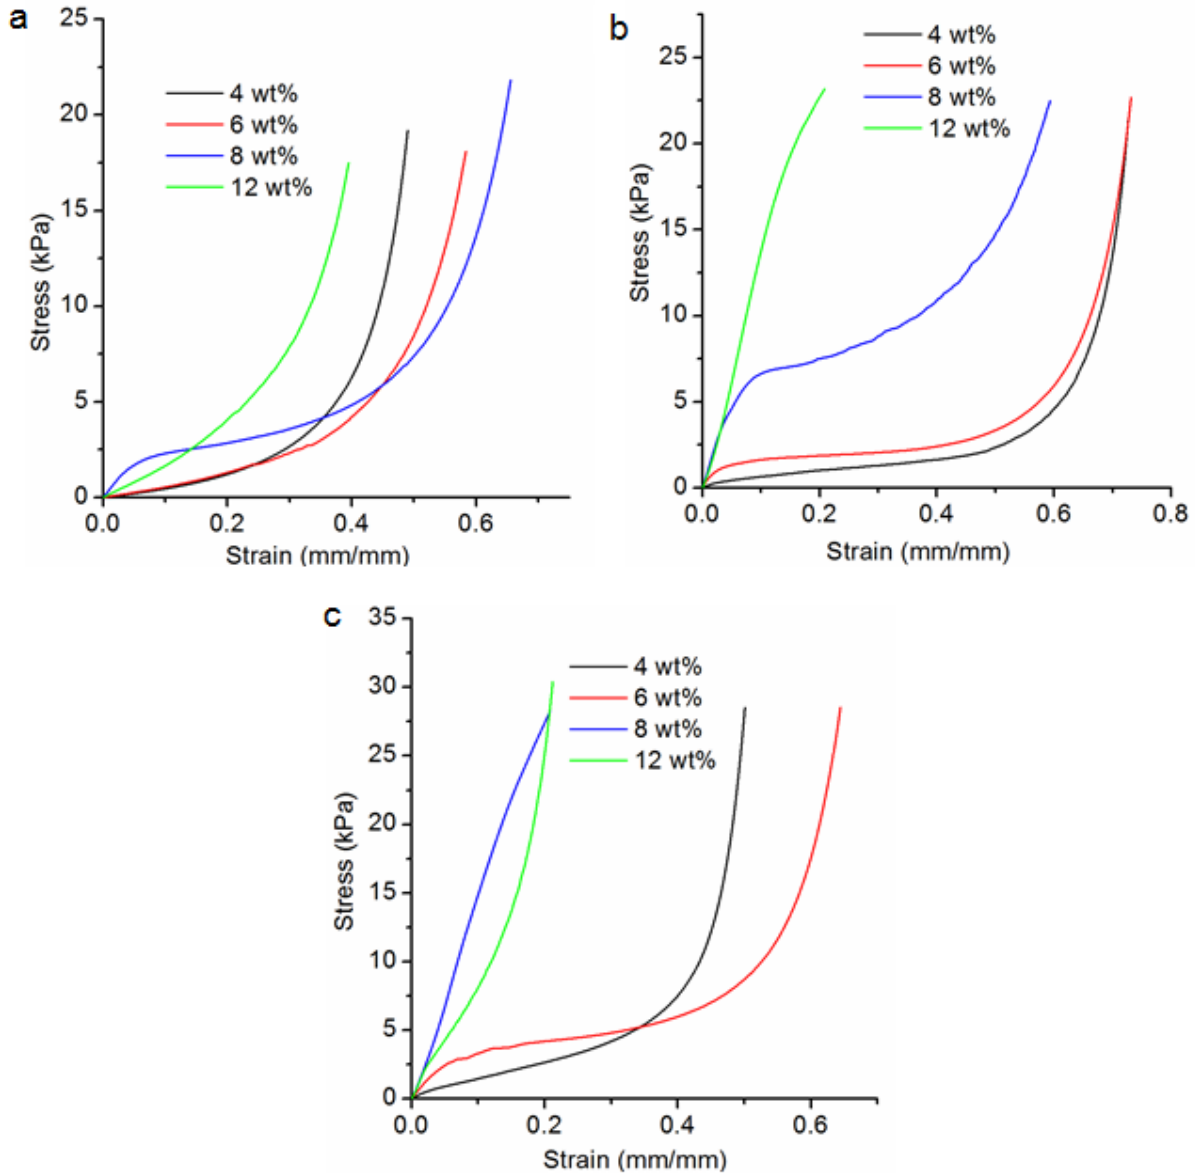 a
25
20
15
10
5
0
Stress (kPa)
4 wt%
6 wt%
8 wt%
12 wt%
0.0 0.2 0.4 0.6
Strain (mm/mm)
b
25
20
15
10
5
0
Stress (kPa)
4 wt%
6 wt%
8 wt%
12 wt%
0.0 0.2 0.4 0.6 0.8
Strain (mm/mm)
c
35
30
25
20
15
10
5
0
Stress (kPa)
4 wt%
6 wt%
8 wt%
12 wt%
0.0 0.2 0.4 0.6
Strain (mm/mm)